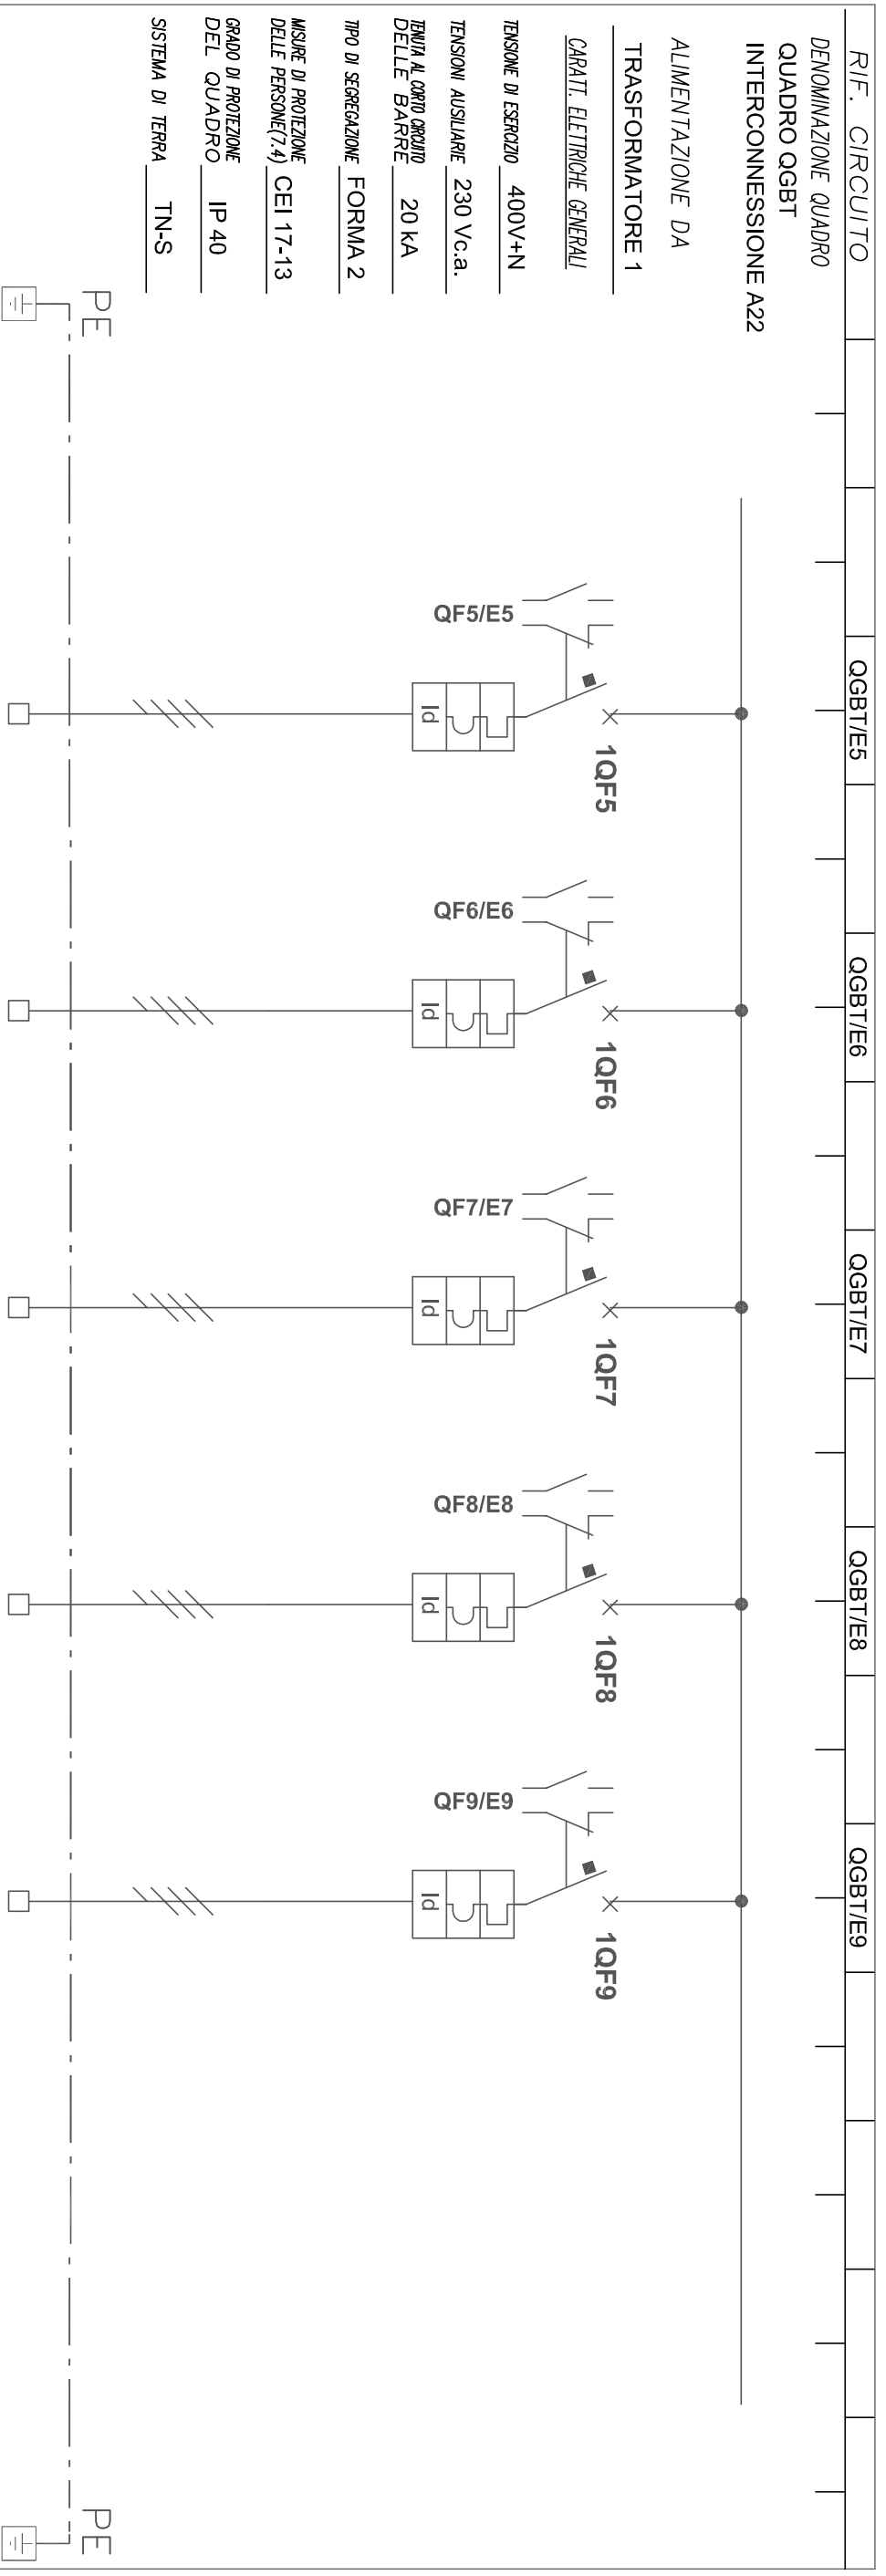 RIF. CIRCUITO
QGBT/E5
QGBT/E6
QGBT/E7
QGBT/E8
QGBT/E9
DENOMINAZIONE QUADRO
QUADRO QGBT
INTERCONNESSIONE A22
ALIMENTAZIONE DA
TRASFORMATORE 1
CARATT. ELETTRICHE GENERALI
TENSIONE DI ESERCIZIO
400V+N
TENSIONI AUSILIARIE
230 Vc.a.
TENUTA AL CORTO CIRCUITO
DELLE BARRE
20 kA
TIPO DI SEGREGAZIONE
FORMA 2
MISURE DI PROTEZIONE
DELLE PERSONE(7.4)
CEI 17-13
GRADO DI PROTEZIONE
DEL QUADRO
IP 40
SISTEMA DI TERRA
TN-S
1QF5
QF5/E5
Id
1QF6
QF6/E6
Id
1QF7
QF7/E7
Id
1QF8
QF8/E8
Id
1QF9
QF9/E9
Id
PE
PE